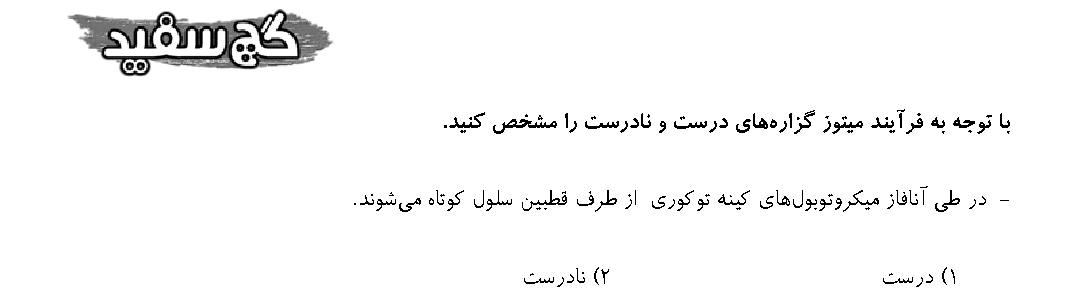 گچ سفید
با توجه به فرآیند میتوز گزاره‌های درست و نادرست را مشخص کنید.
- در طی آنافاز میکروتوبول‌های کینه توکوری از طرف قطبین سلول کوتاه می‌شوند.
۱) درست ۲) نادرست